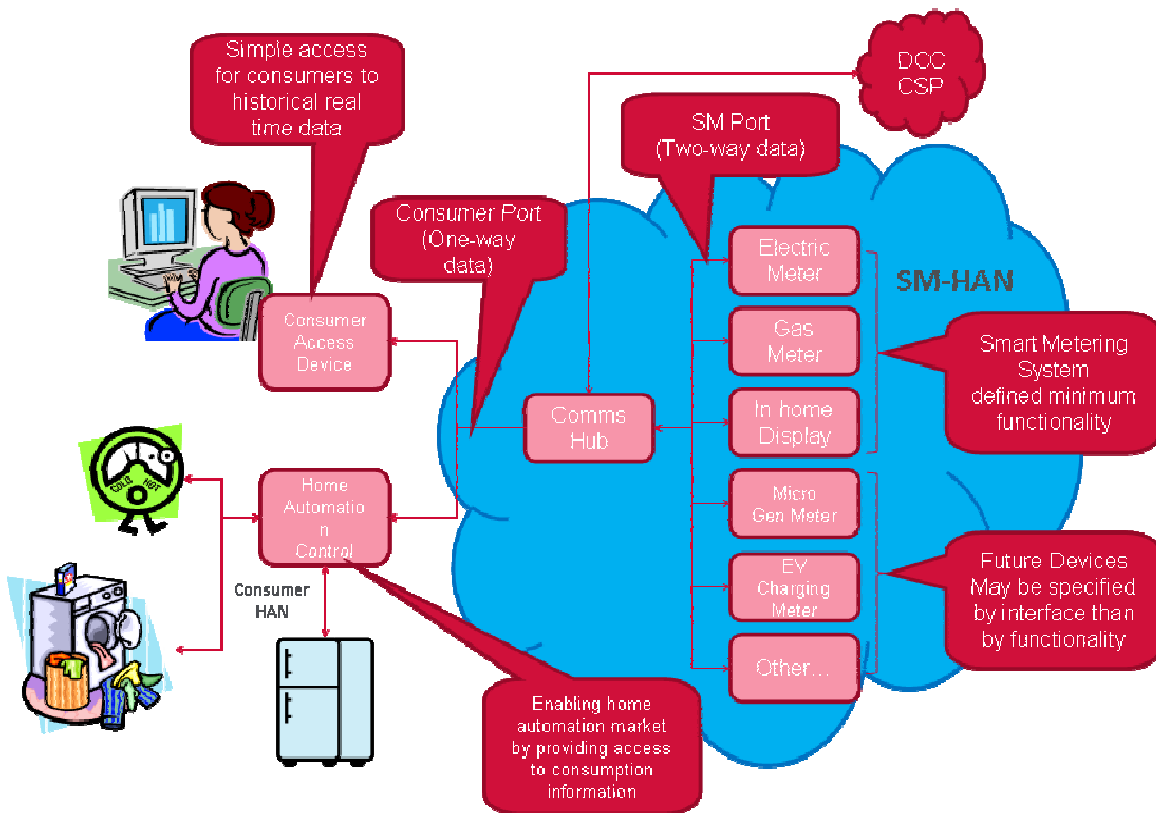 Simple access
for consumers to
historical real
time data
DCC
CSP
SM Port
(Two-way data)
Consumer Port
(One-way
data)
Electric
Meter
SM-HAN
Consumer
Access
Device
Gas
Meter
Smart Metering
System
defined minimum
functionality
Comms
Hub
In home
Display
COLD HOT
Home
Automatio
n
Control
Micro
Gen Meter
Consumer
HAN
EV
Charging
Meter
Future Devices
May be specified
by interface than
by functionality
Other...
Enabling home
automation market
by providing access
to consumption
information